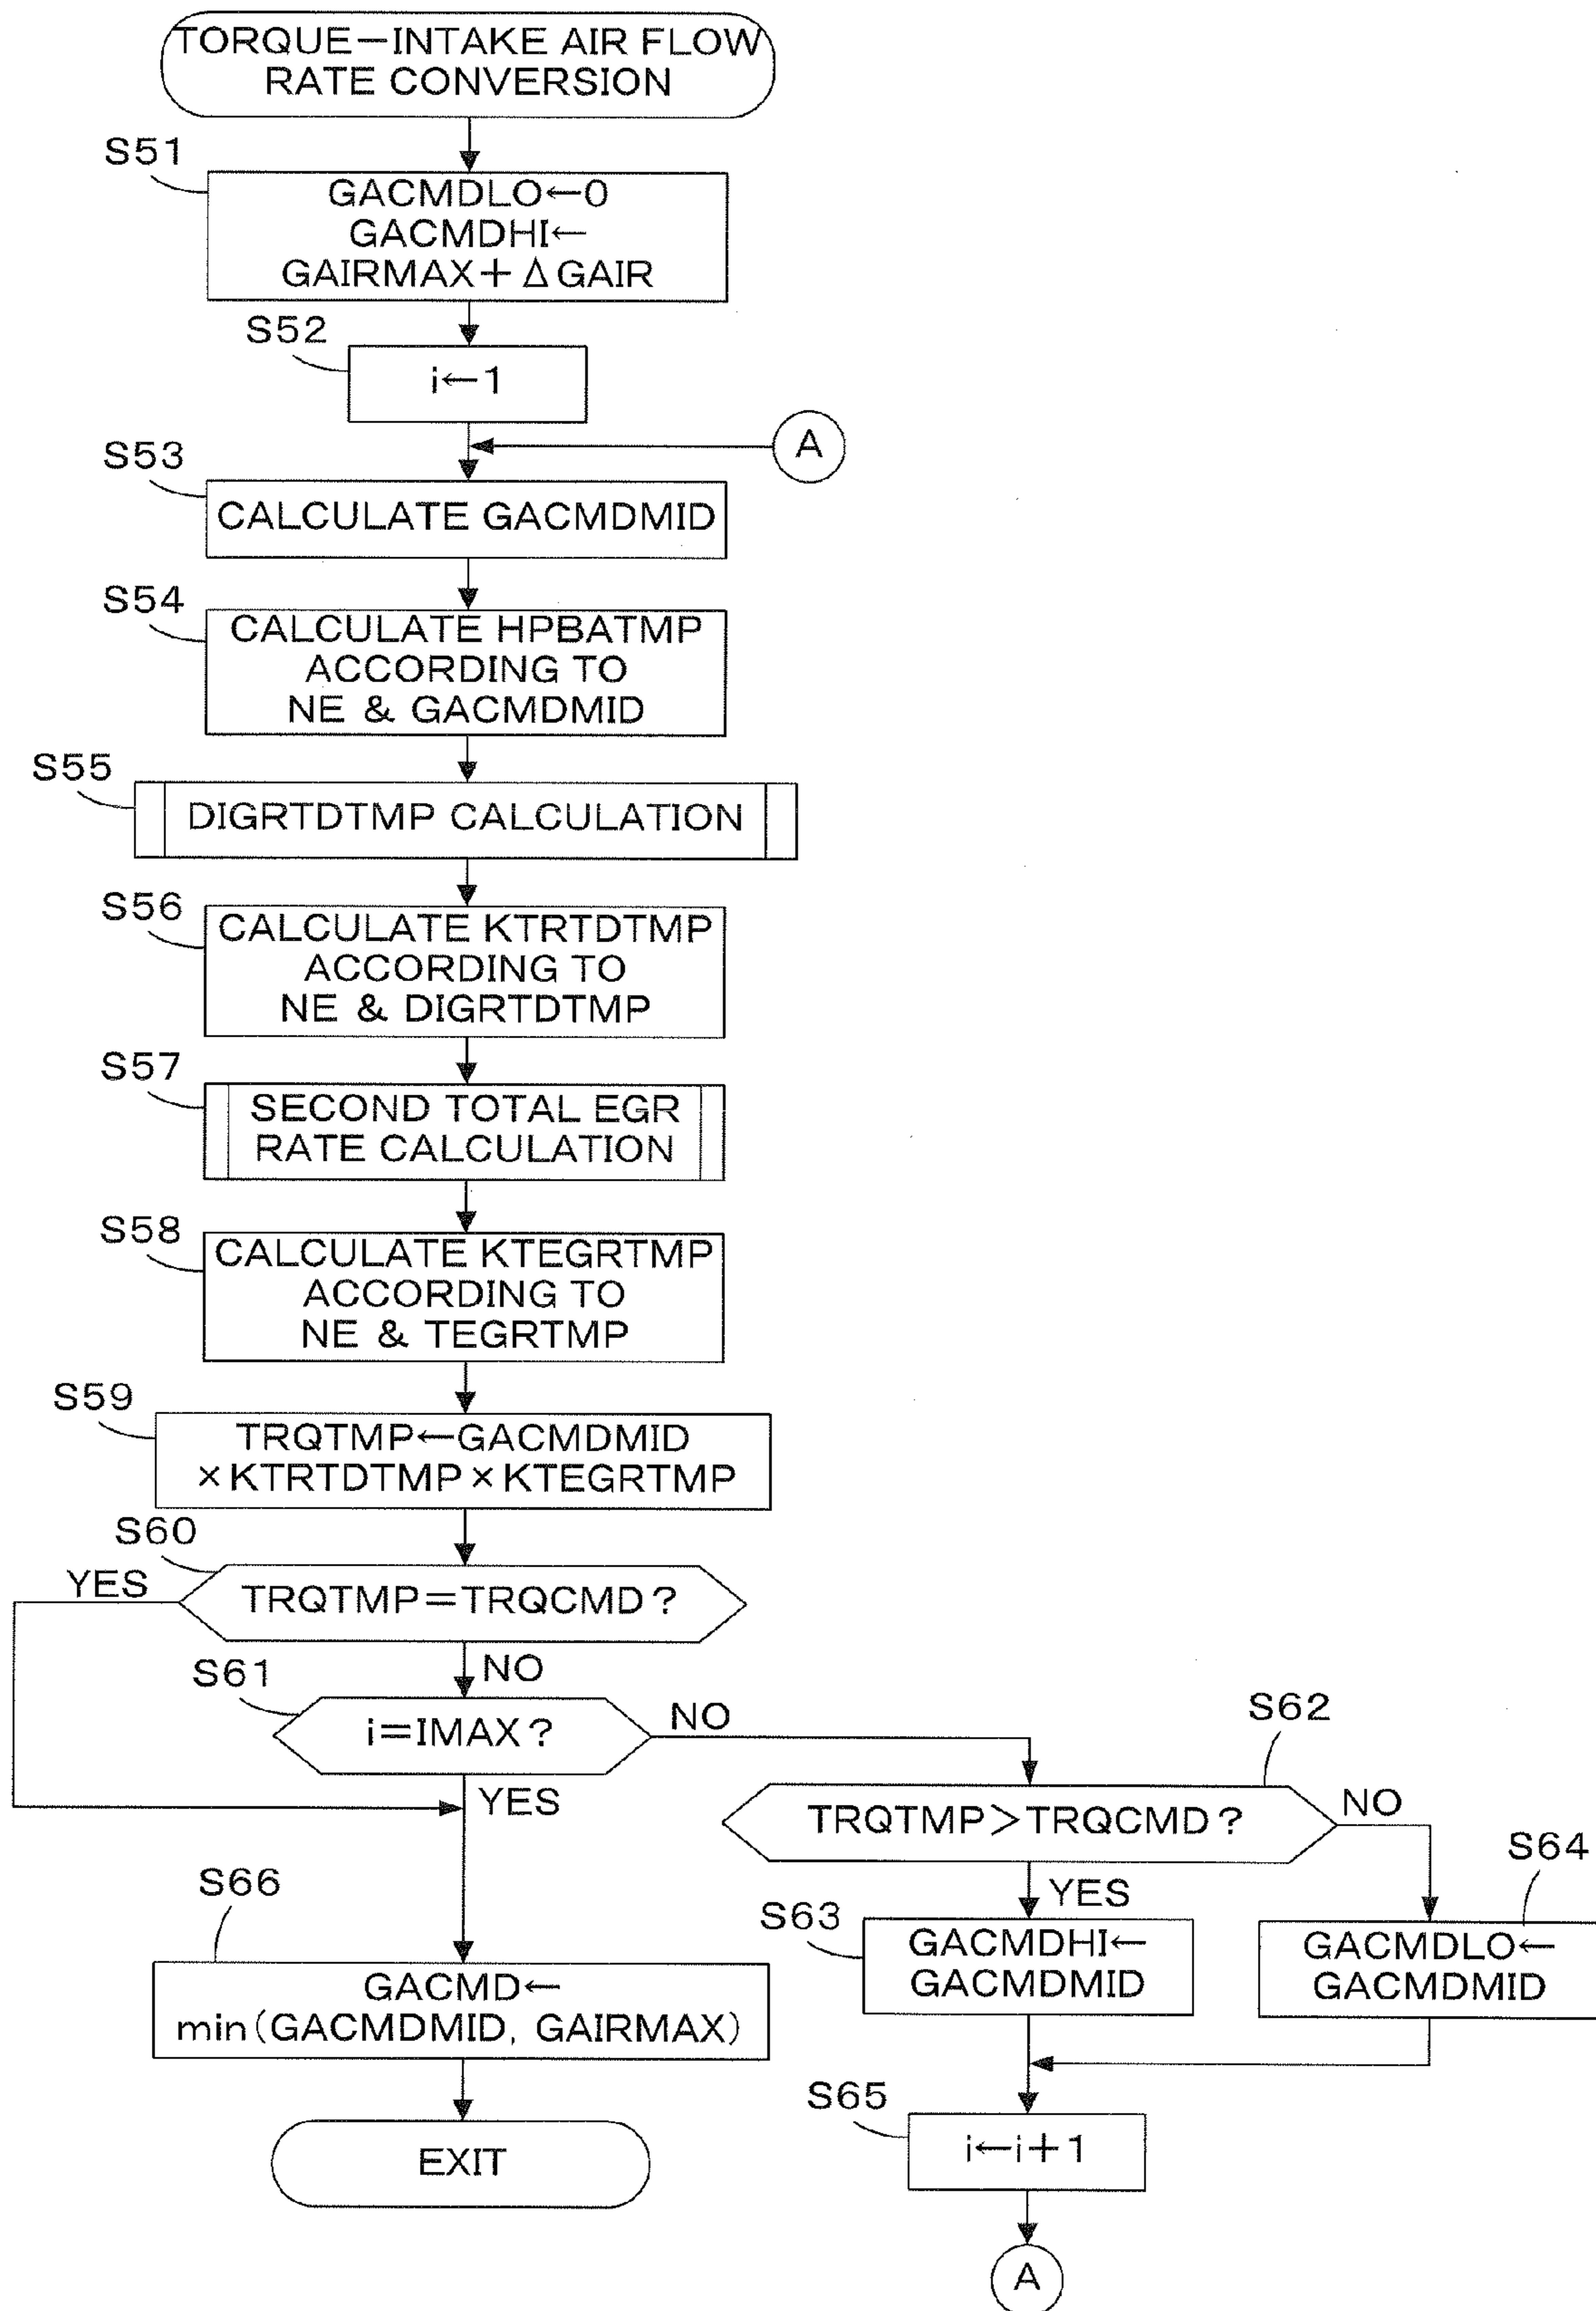 TORQUE-INTAKE AIR FLOW
RATE CONVERSION
S51
GACMDLO←0
GACMDHI←
GAIRMAX+ΔGAIR
S52
i←1
A
S53
CALCULATE GACMDMID
S54
CALCULATE HPBATMP
ACCORDING TO
NE & GACMDMID
S55
DIGRTDTMP CALCULATION
S56
CALCULATE KTRTDTMP
ACCORDING TO
NE & DIGRTDTMP
S57
SECOND TOTAL EGR
RATE CALCULATION
S58
CALCULATE KTEGRTMP
ACCORDING TO
NE & TEGRTMP
S59
TRQTMP←GACMDMID
×KTRTDTMP×KTEGRTMP
S60
YES
TRQTMP=TRQCMD?
NO
S61
i=IMAX?
NO
YES
S62
TRQTMP>TRQCMD?
NO
YES
S63
GACMDHI←
GACMDMID
S64
GACMDLO←
GACMDMID
S66
GACMD←
min(GACMDMID, GAIRMAX)
S65
i←i+1
EXIT
A